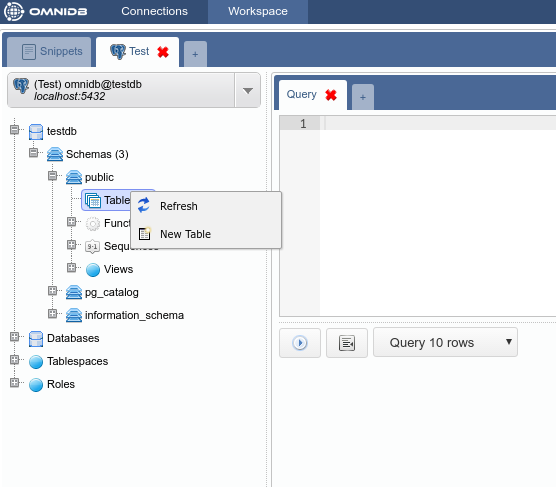 OMNIDB Connections Workspace
Snippets Test +
(Test) omnidb@testdb
localhost:5432
Query +
1
testdb
Schemas (3)
public
Table
Refresh
Funct
New Table
Sequences
Views
pg_catalog
information_schema
Databases
Query 10 rows
Tablespaces
Roles